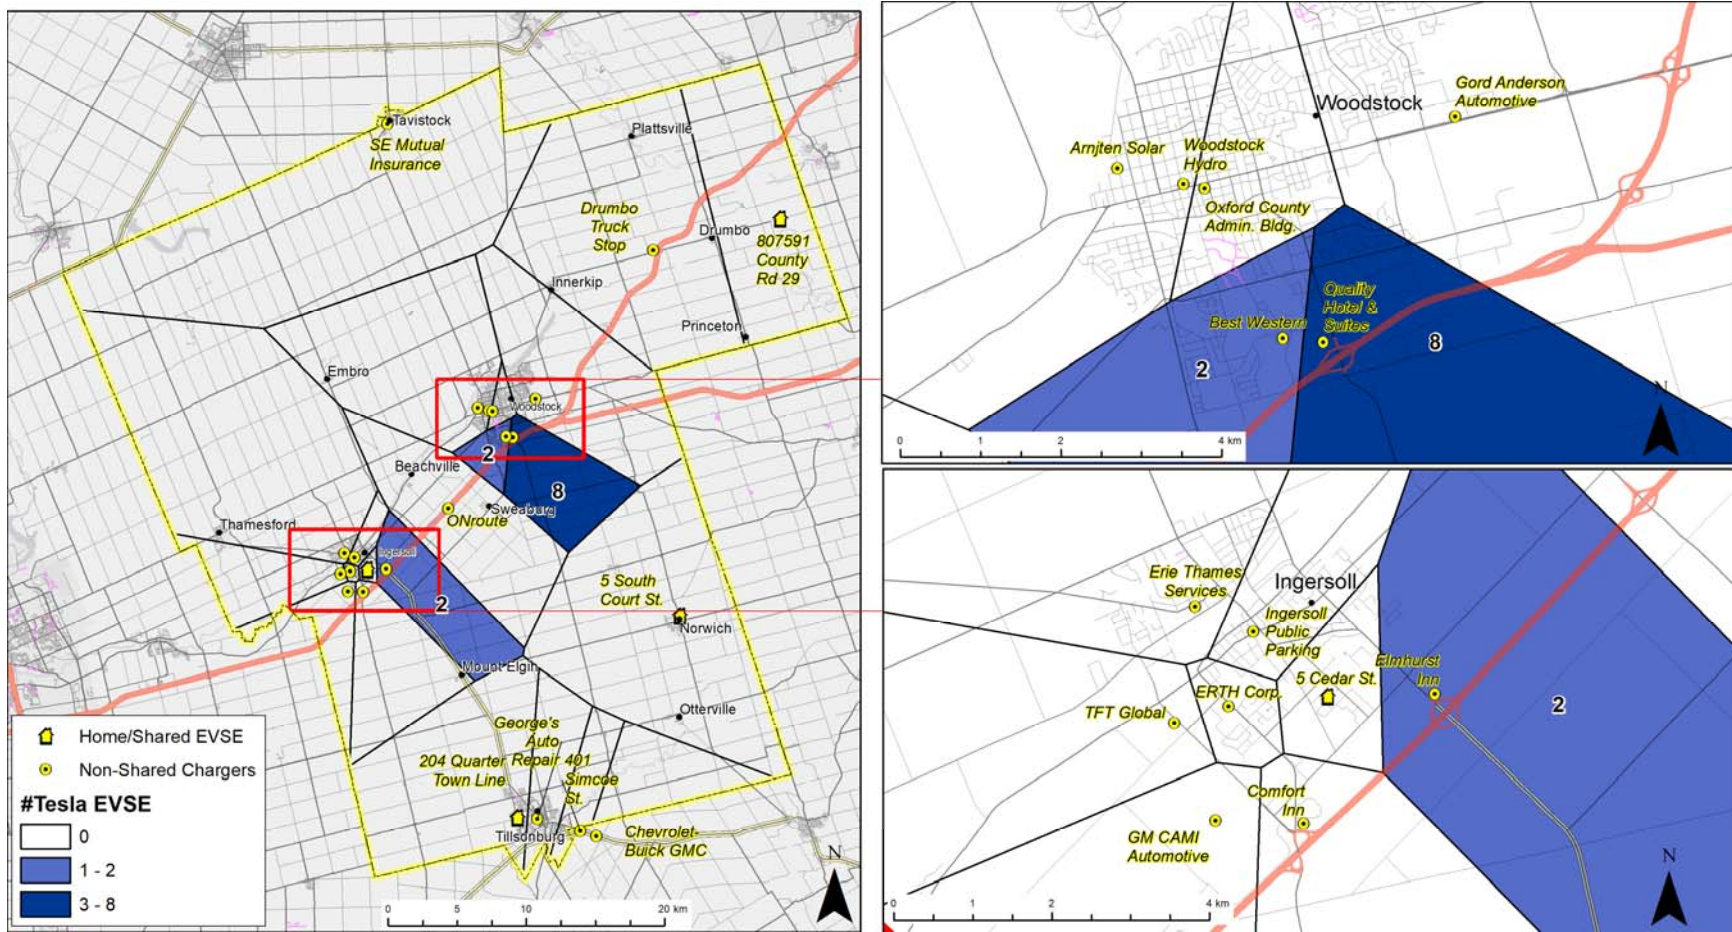 Tavistock
SE Mutual
Insurance
Plattsville
Drumbo
Truck
Stop
Drumbo
807591
County
Rd 29
Innerkip
Princeton
Embro
Woodstock
2
Beachville
8
ONroute
Sweaburg
Thamesford
Ingersoll
2
5 South
Court St.
Norwich
Mount Elgin
Otterville
George's
Auto
Repair
204 Quarter
Town Line
401
Simcoe
St.
Tillsonburg
Chevrolet-
Buick GMC
Home/Shared EVSE
Non-Shared Chargers
#Tesla EVSE
0
1 - 2
3 - 8
0 5 10 20 km
N
Gord Anderson
Automotive
Woodstock
Arnjten Solar
Woodstock
Hydro
Oxford County
Admin. Bldg.
Quality
Hotel &
Suites
Best Western
2
8
N
0 1 2 4 km
Erie Thames
Services
Ingersoll
Ingersoll
Public
Parking
Elmhurst
Inn
5 Cedar St.
ERTH Corp.
TFT Global
2
Comfort
Inn
GM CAMI
Automotive
N
0 1 2 4 km